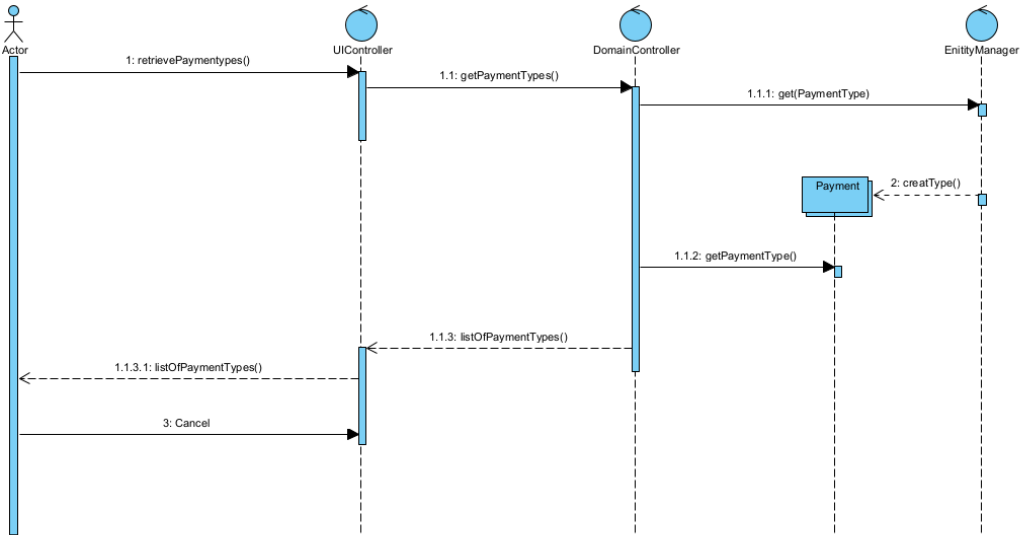 Actor
UIController
DomainController
EnitityManager
1: retrievePaymentypes()
1.1: getPaymentTypes()
1.1.1: get(PaymentType)
Payment
2: creatType()
1.1.2: getPaymentType()
1.1.3: listOfPaymentTypes()
1.1.3.1: listOfPaymentTypes()
3: Cancel